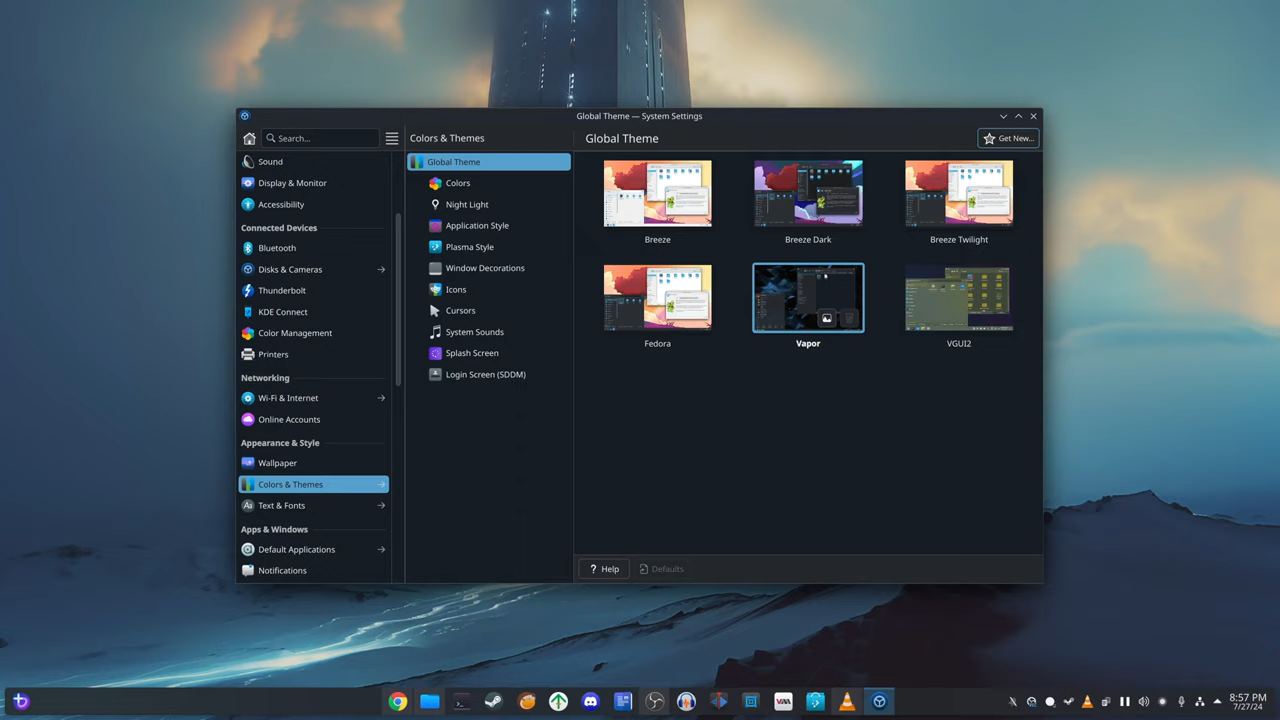 Global Theme — System Settings
Search...
Colors & Themes
Global Theme
Get New...
Sound
Display & Monitor
Accessibility
Connected Devices
Bluetooth
Disks & Cameras
Thunderbolt
KDE Connect
Color Management
Printers
Networking
Wi-Fi & Internet
Online Accounts
Appearance & Style
Wallpaper
Colors & Themes
Text & Fonts
Apps & Windows
Default Applications
Notifications
Global Theme
Colors
Night Light
Application Style
Plasma Style
Window Decorations
Icons
Cursors
System Sounds
Splash Screen
Login Screen (SDDM)
Breeze
Breeze Dark
Breeze Twilight
Fedora
Vapor
VGUI2
? Help
Defaults
8:57 PM
7/27/24